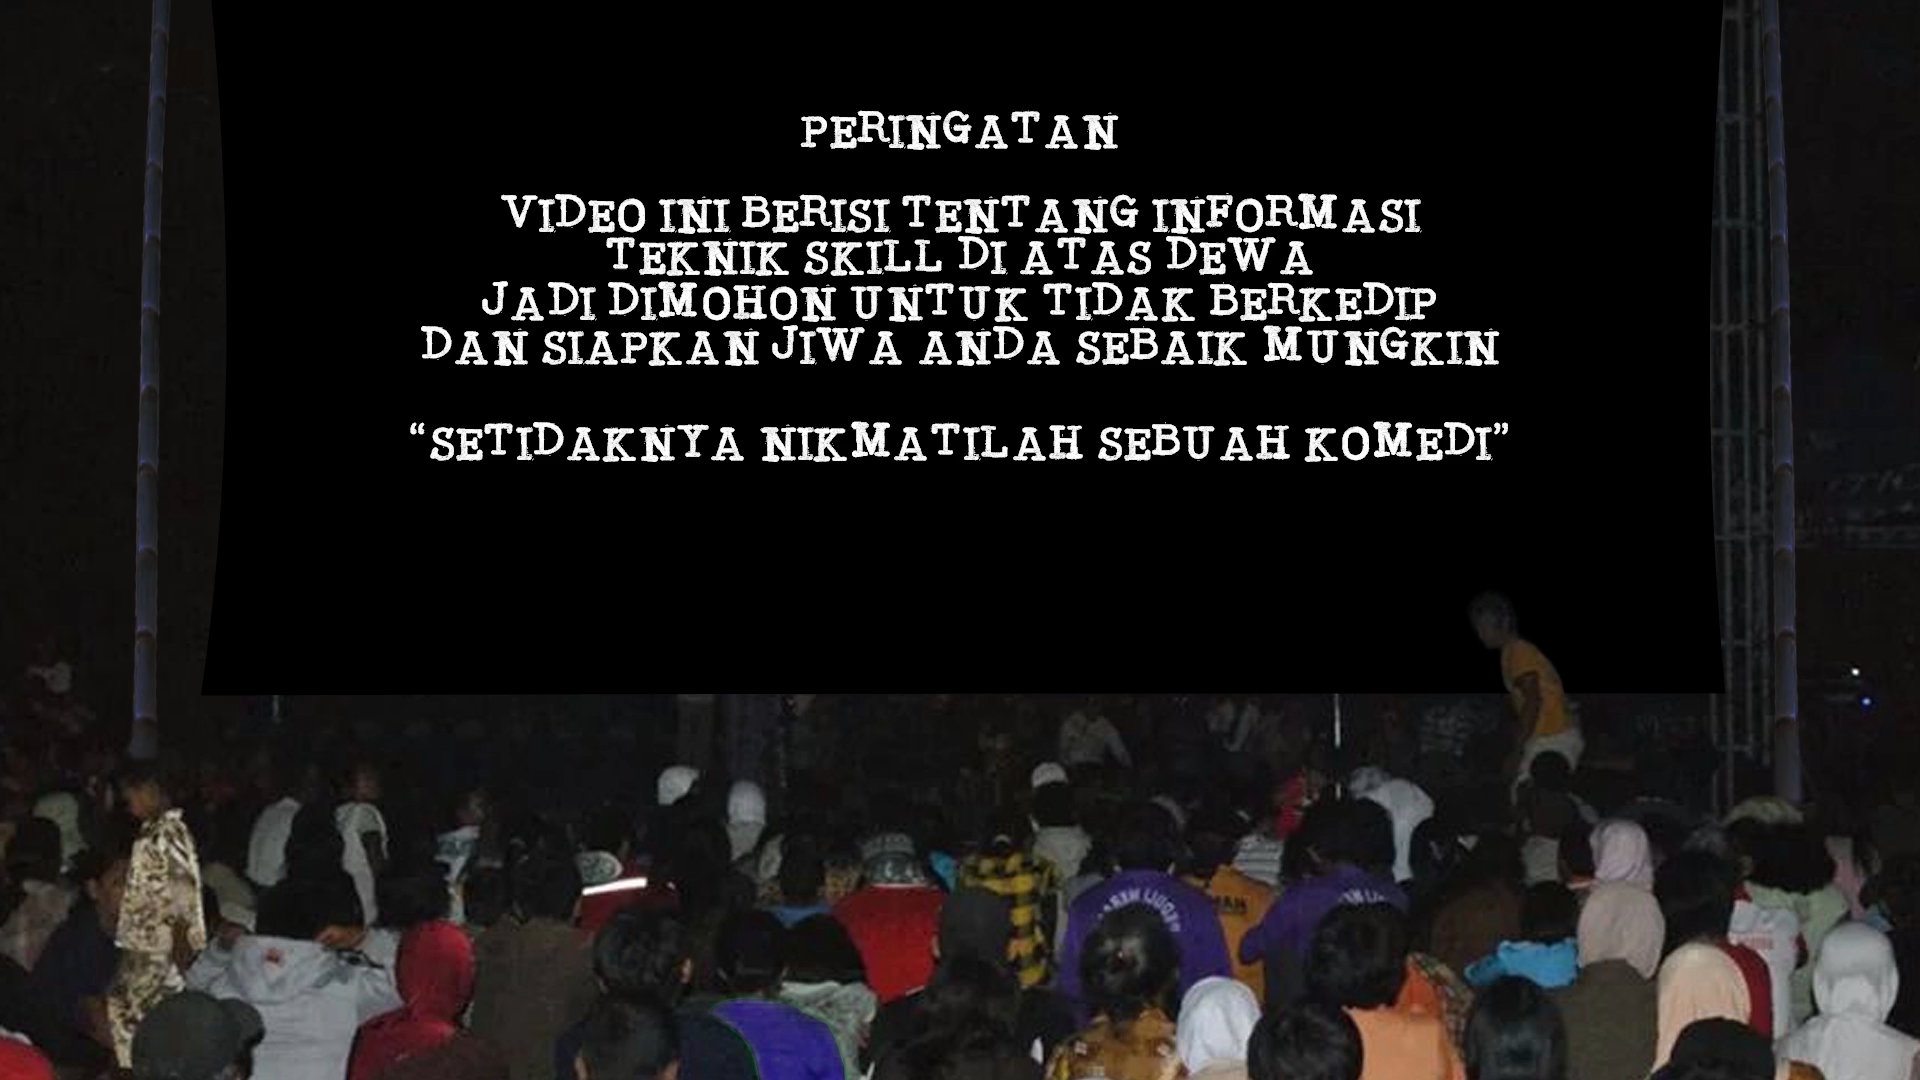 PERINGATAN
VIDEO INI BERISI TENTANG INFORMASI
TEKNIK SKILL DI ATAS DEWA
JADI DIMOHON UNTUK TIDAK BERKEDIP
DAN SIAPKAN JIWA ANDA SEBAIK MUNGKIN
“SETIDAKNYA NIKMATILAH SEBUAH KOMEDI”